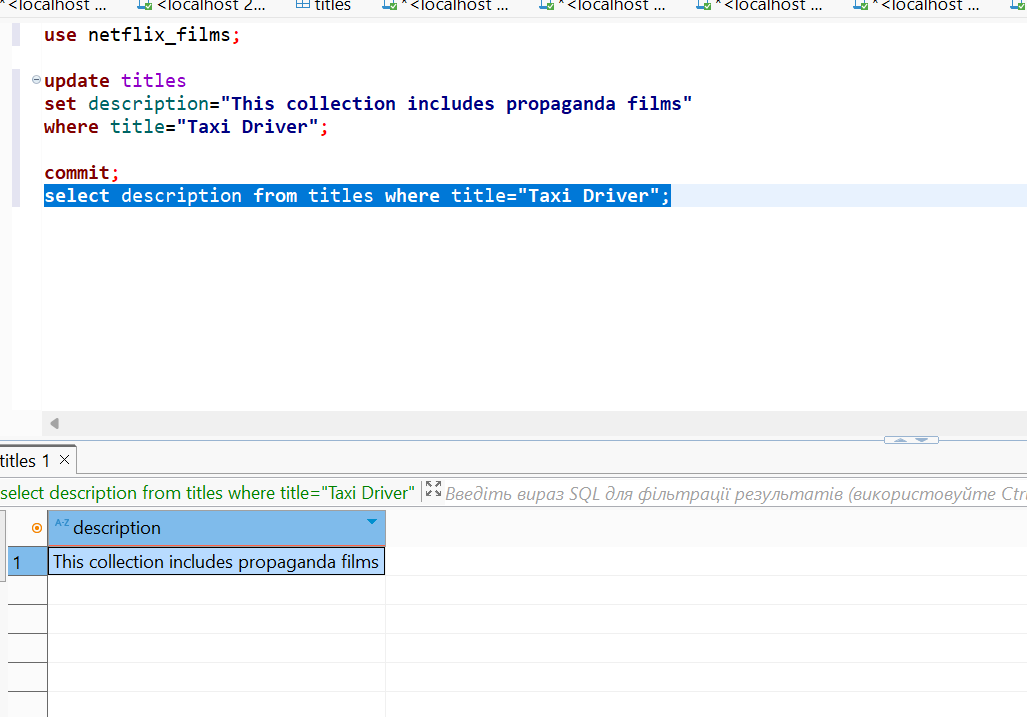 *<localhost ... <localhost 2... titles *<localhost ... *<localhost ... *<localhost ... *<localhost ...
use netflix_films;
update titles
set description="This collection includes propaganda films"
where title="Taxi Driver";
commit;
select description from titles where title="Taxi Driver";
titles 1
select description from titles where title="Taxi Driver" Введіть вираз SQL для фільтрації результатів (використовуйте Ctr
A-Z description
1 This collection includes propaganda films